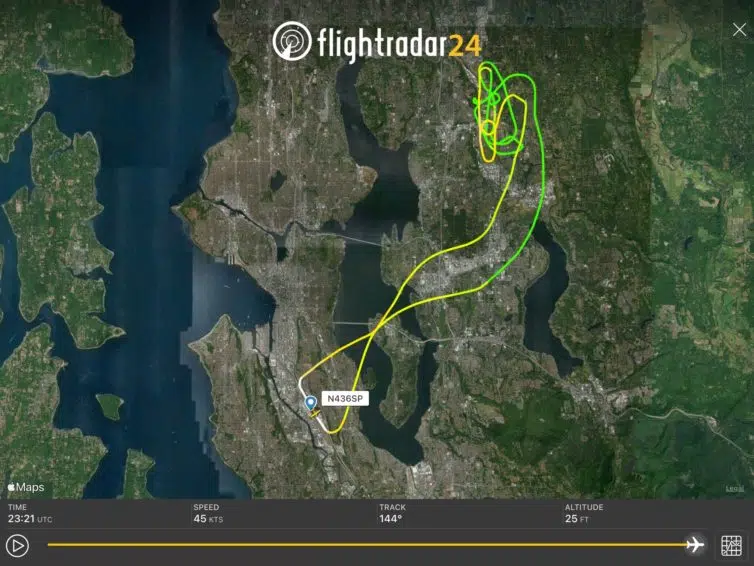 flightradar24
N436SP
Maps
Legal
TIME
23:21 UTC
SPEED
45 KTS
TRACK
144°
ALTITUDE
25 FT